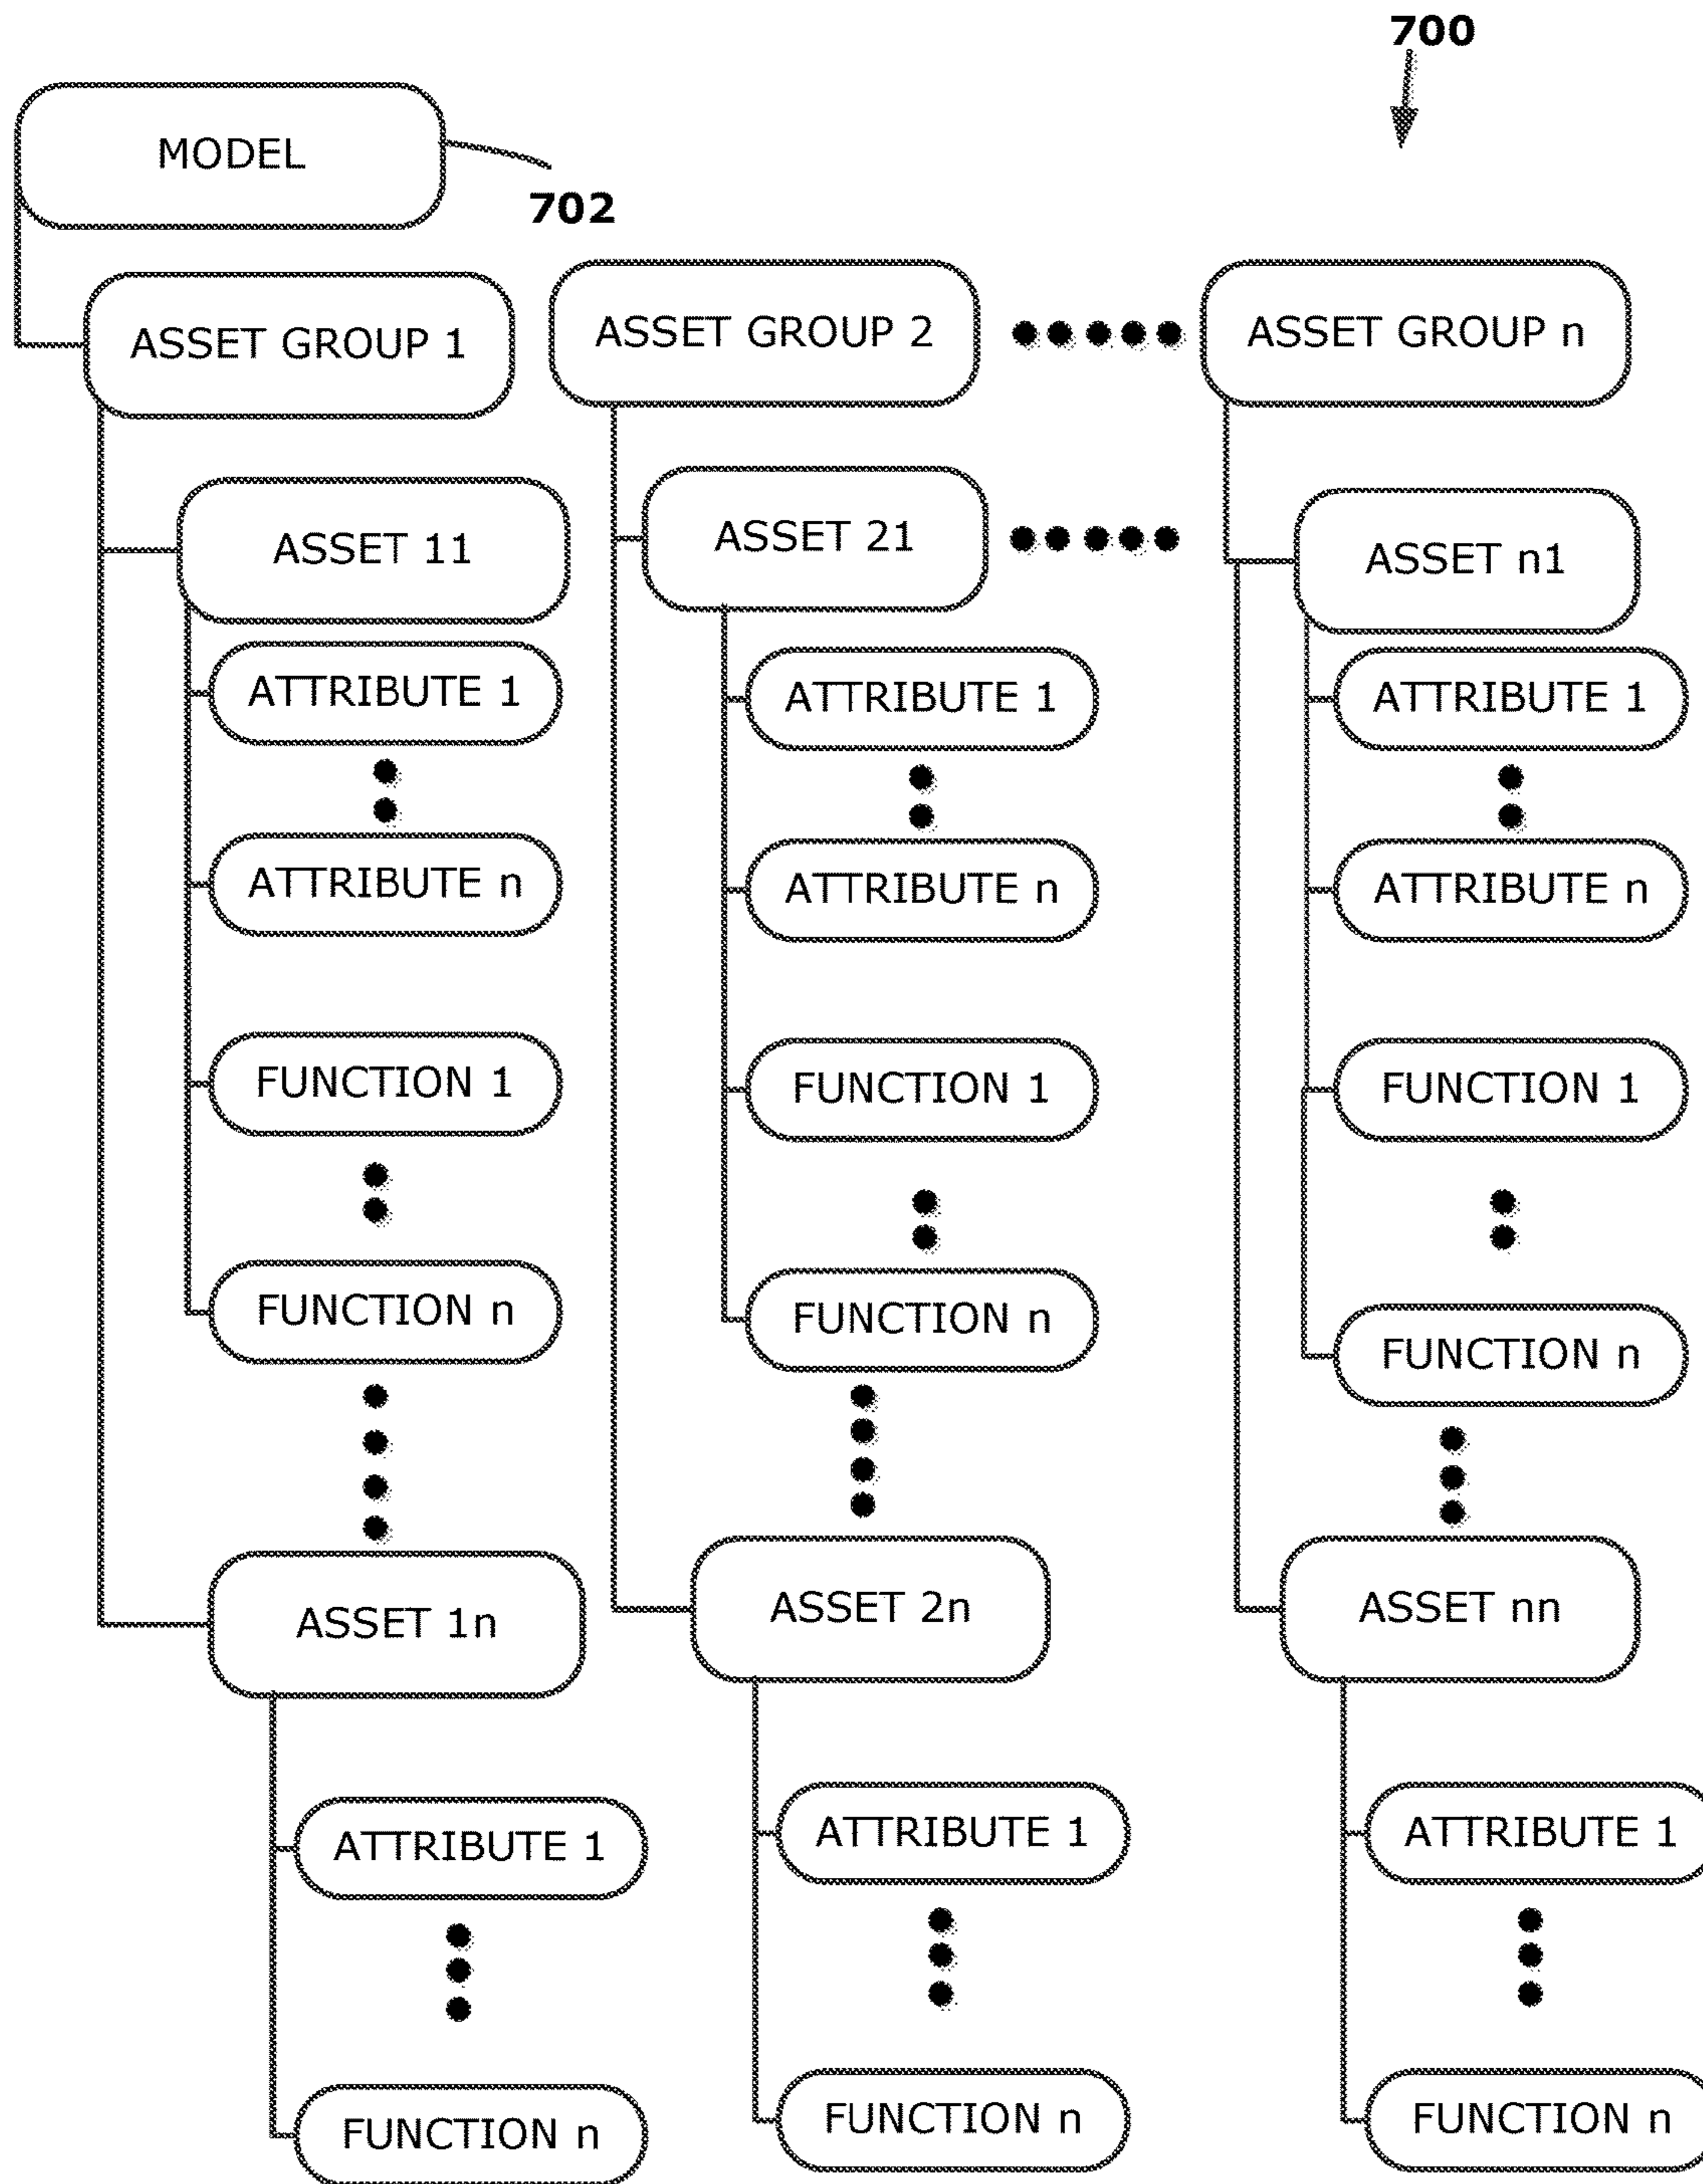 700
MODEL
702
ASSET GROUP 1
ASSET GROUP 2
ASSET GROUP n
ASSET 11
ASSET 21
ASSET n1
ATTRIBUTE 1
ATTRIBUTE 1
ATTRIBUTE 1
ATTRIBUTE n
ATTRIBUTE n
ATTRIBUTE n
FUNCTION 1
FUNCTION 1
FUNCTION 1
FUNCTION n
FUNCTION n
FUNCTION n
ASSET 1n
ASSET 2n
ASSET nn
ATTRIBUTE 1
ATTRIBUTE 1
ATTRIBUTE 1
FUNCTION n
FUNCTION n
FUNCTION n